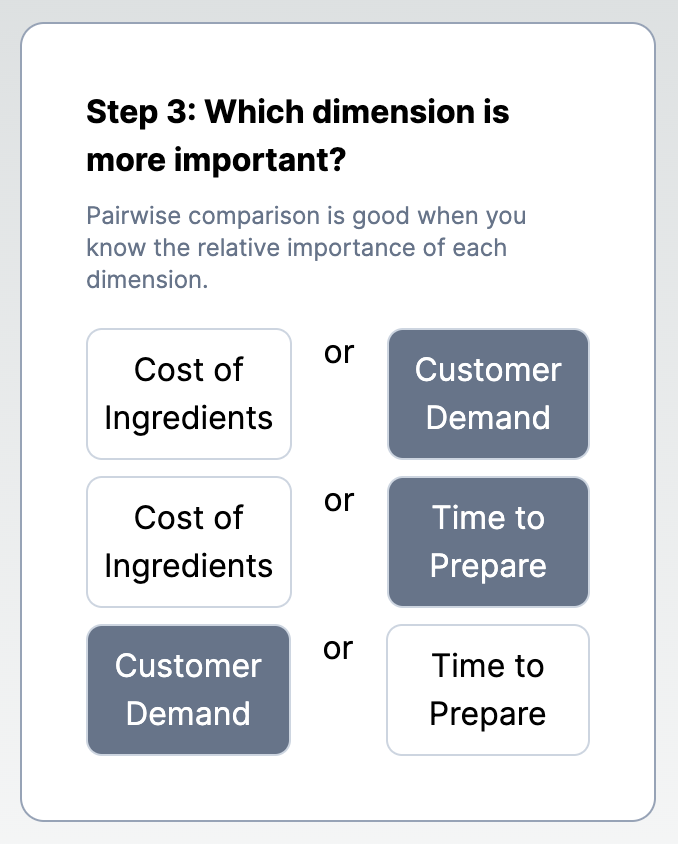 Step 3: Which dimension is
more important?
Pairwise comparison is good when you
know the relative importance of each
dimension.
Cost of
Ingredients
or
Customer
Demand
Cost of
Ingredients
or
Time to
Prepare
Customer
Demand
or
Time to
Prepare